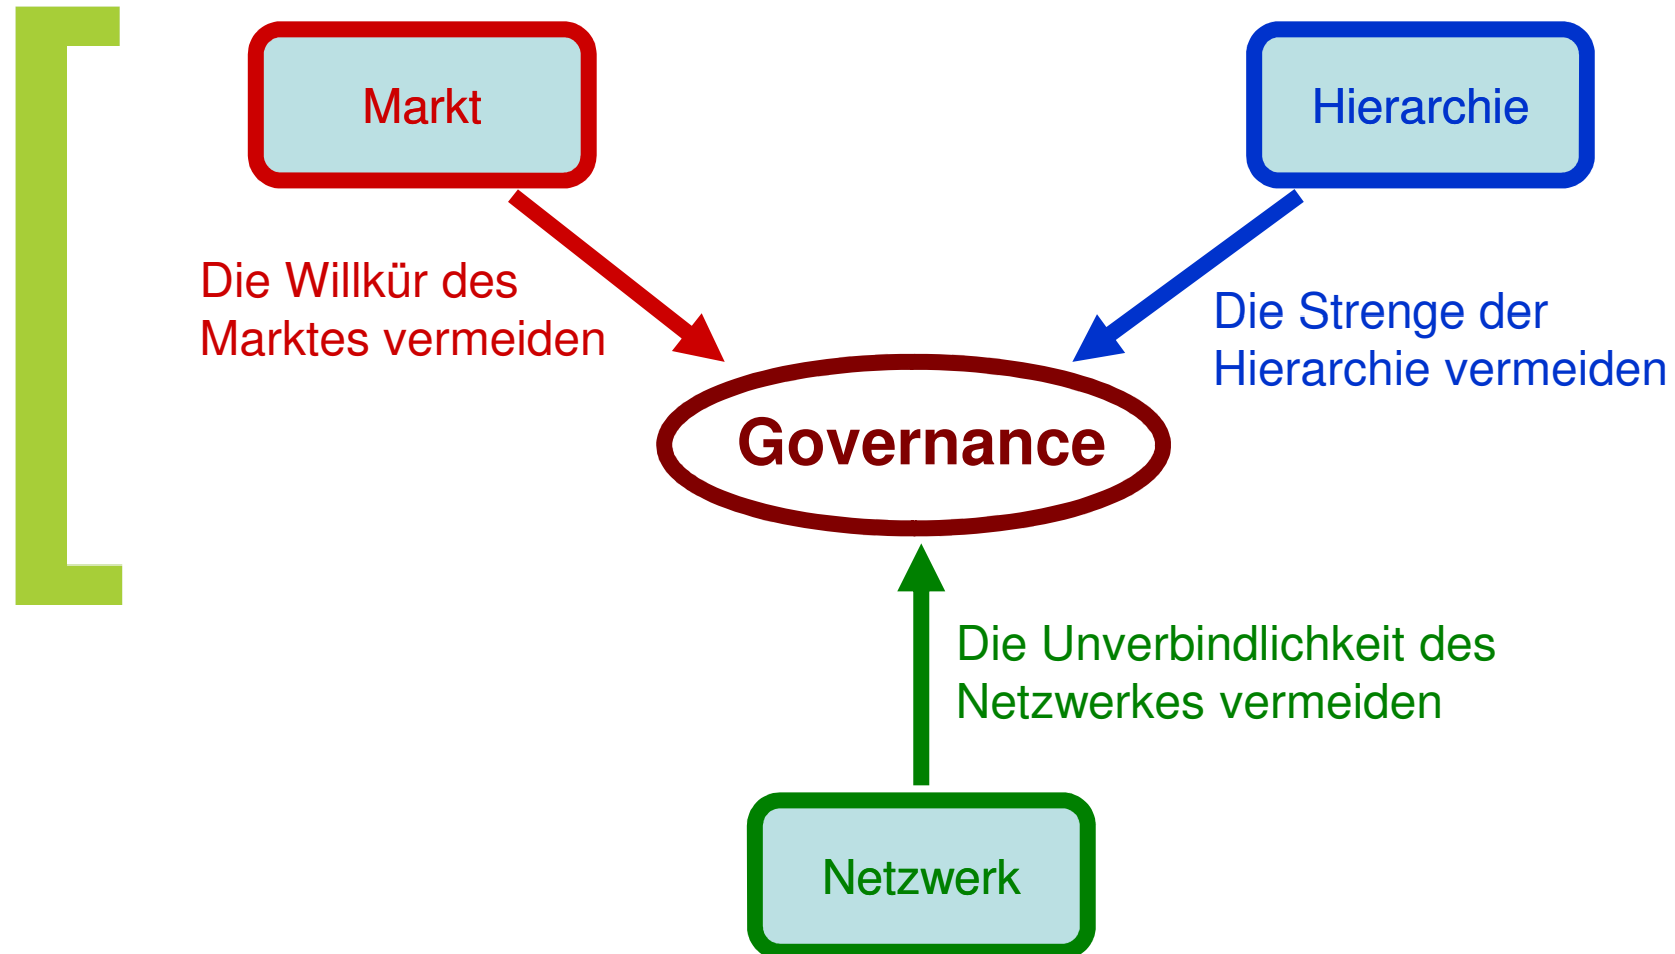 Markt
Hierarchie
Die Willkür des
Marktes vermeiden
Die Strenge der
Hierarchie vermeiden
Governance
Die Unverbindlichkeit des
Netzwerkes vermeiden
Netzwerk